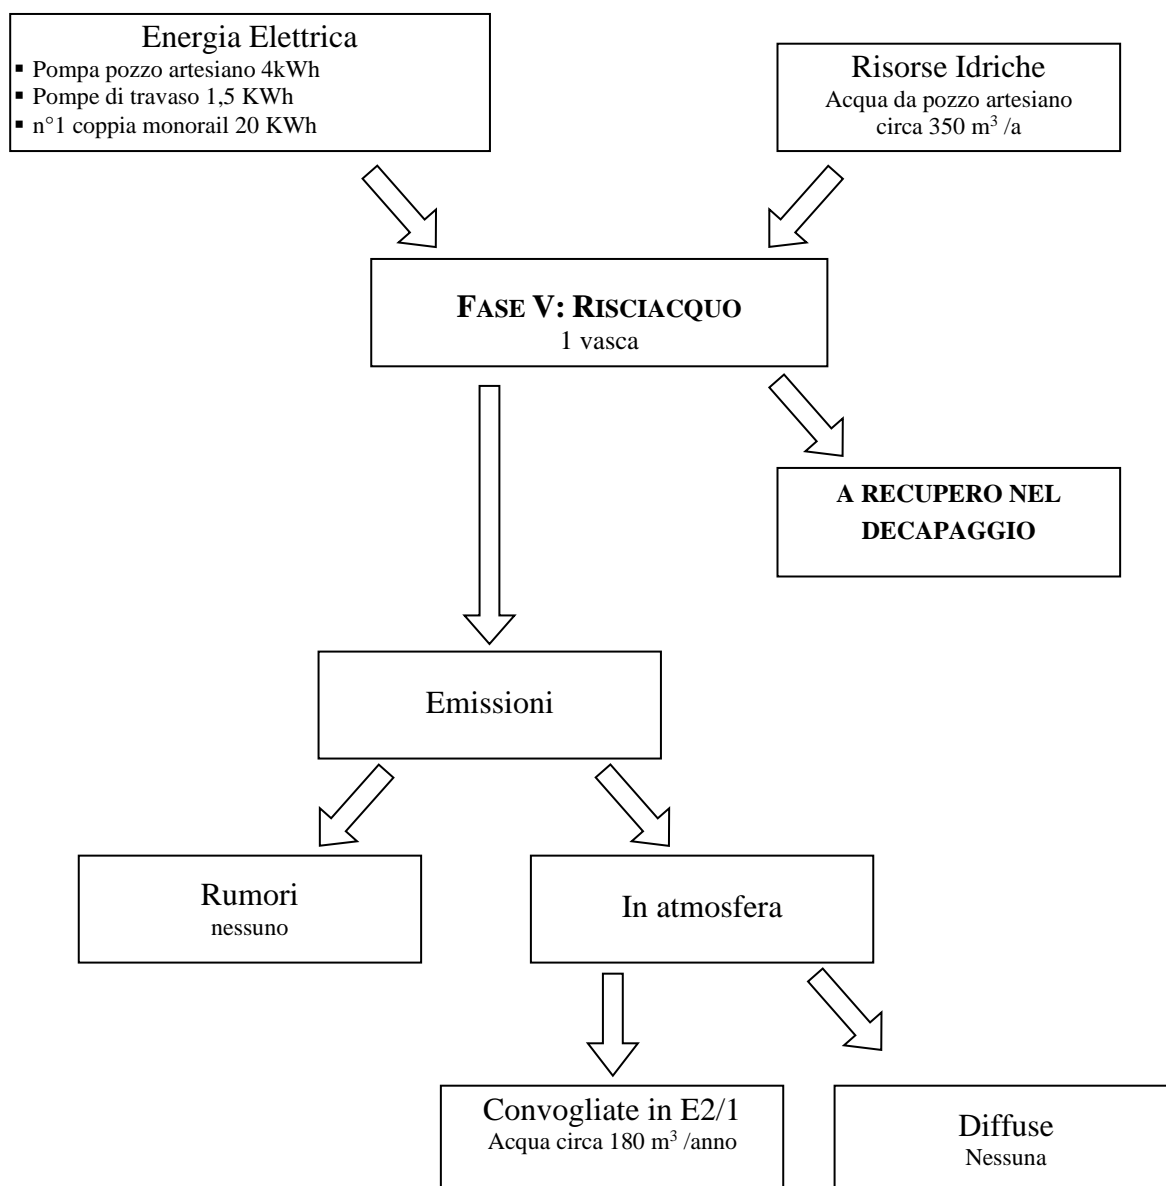 Energia Elettrica
▪ Pompa pozzo artesiano 4kWh
▪ Pompe di travaso 1,5 KWh
▪ n°1 coppia monorail 20 KWh
Risorse Idriche
Acqua da pozzo artesiano
circa 350 m³ /a
FASE V: RISCIACQUO
1 vasca
A RECUPERO NEL
DECAPAGGIO
Emissioni
Rumori
nessuno
In atmosfera
Convogliate in E2/1
Acqua circa 180 m³ /anno
Diffuse
Nessuna